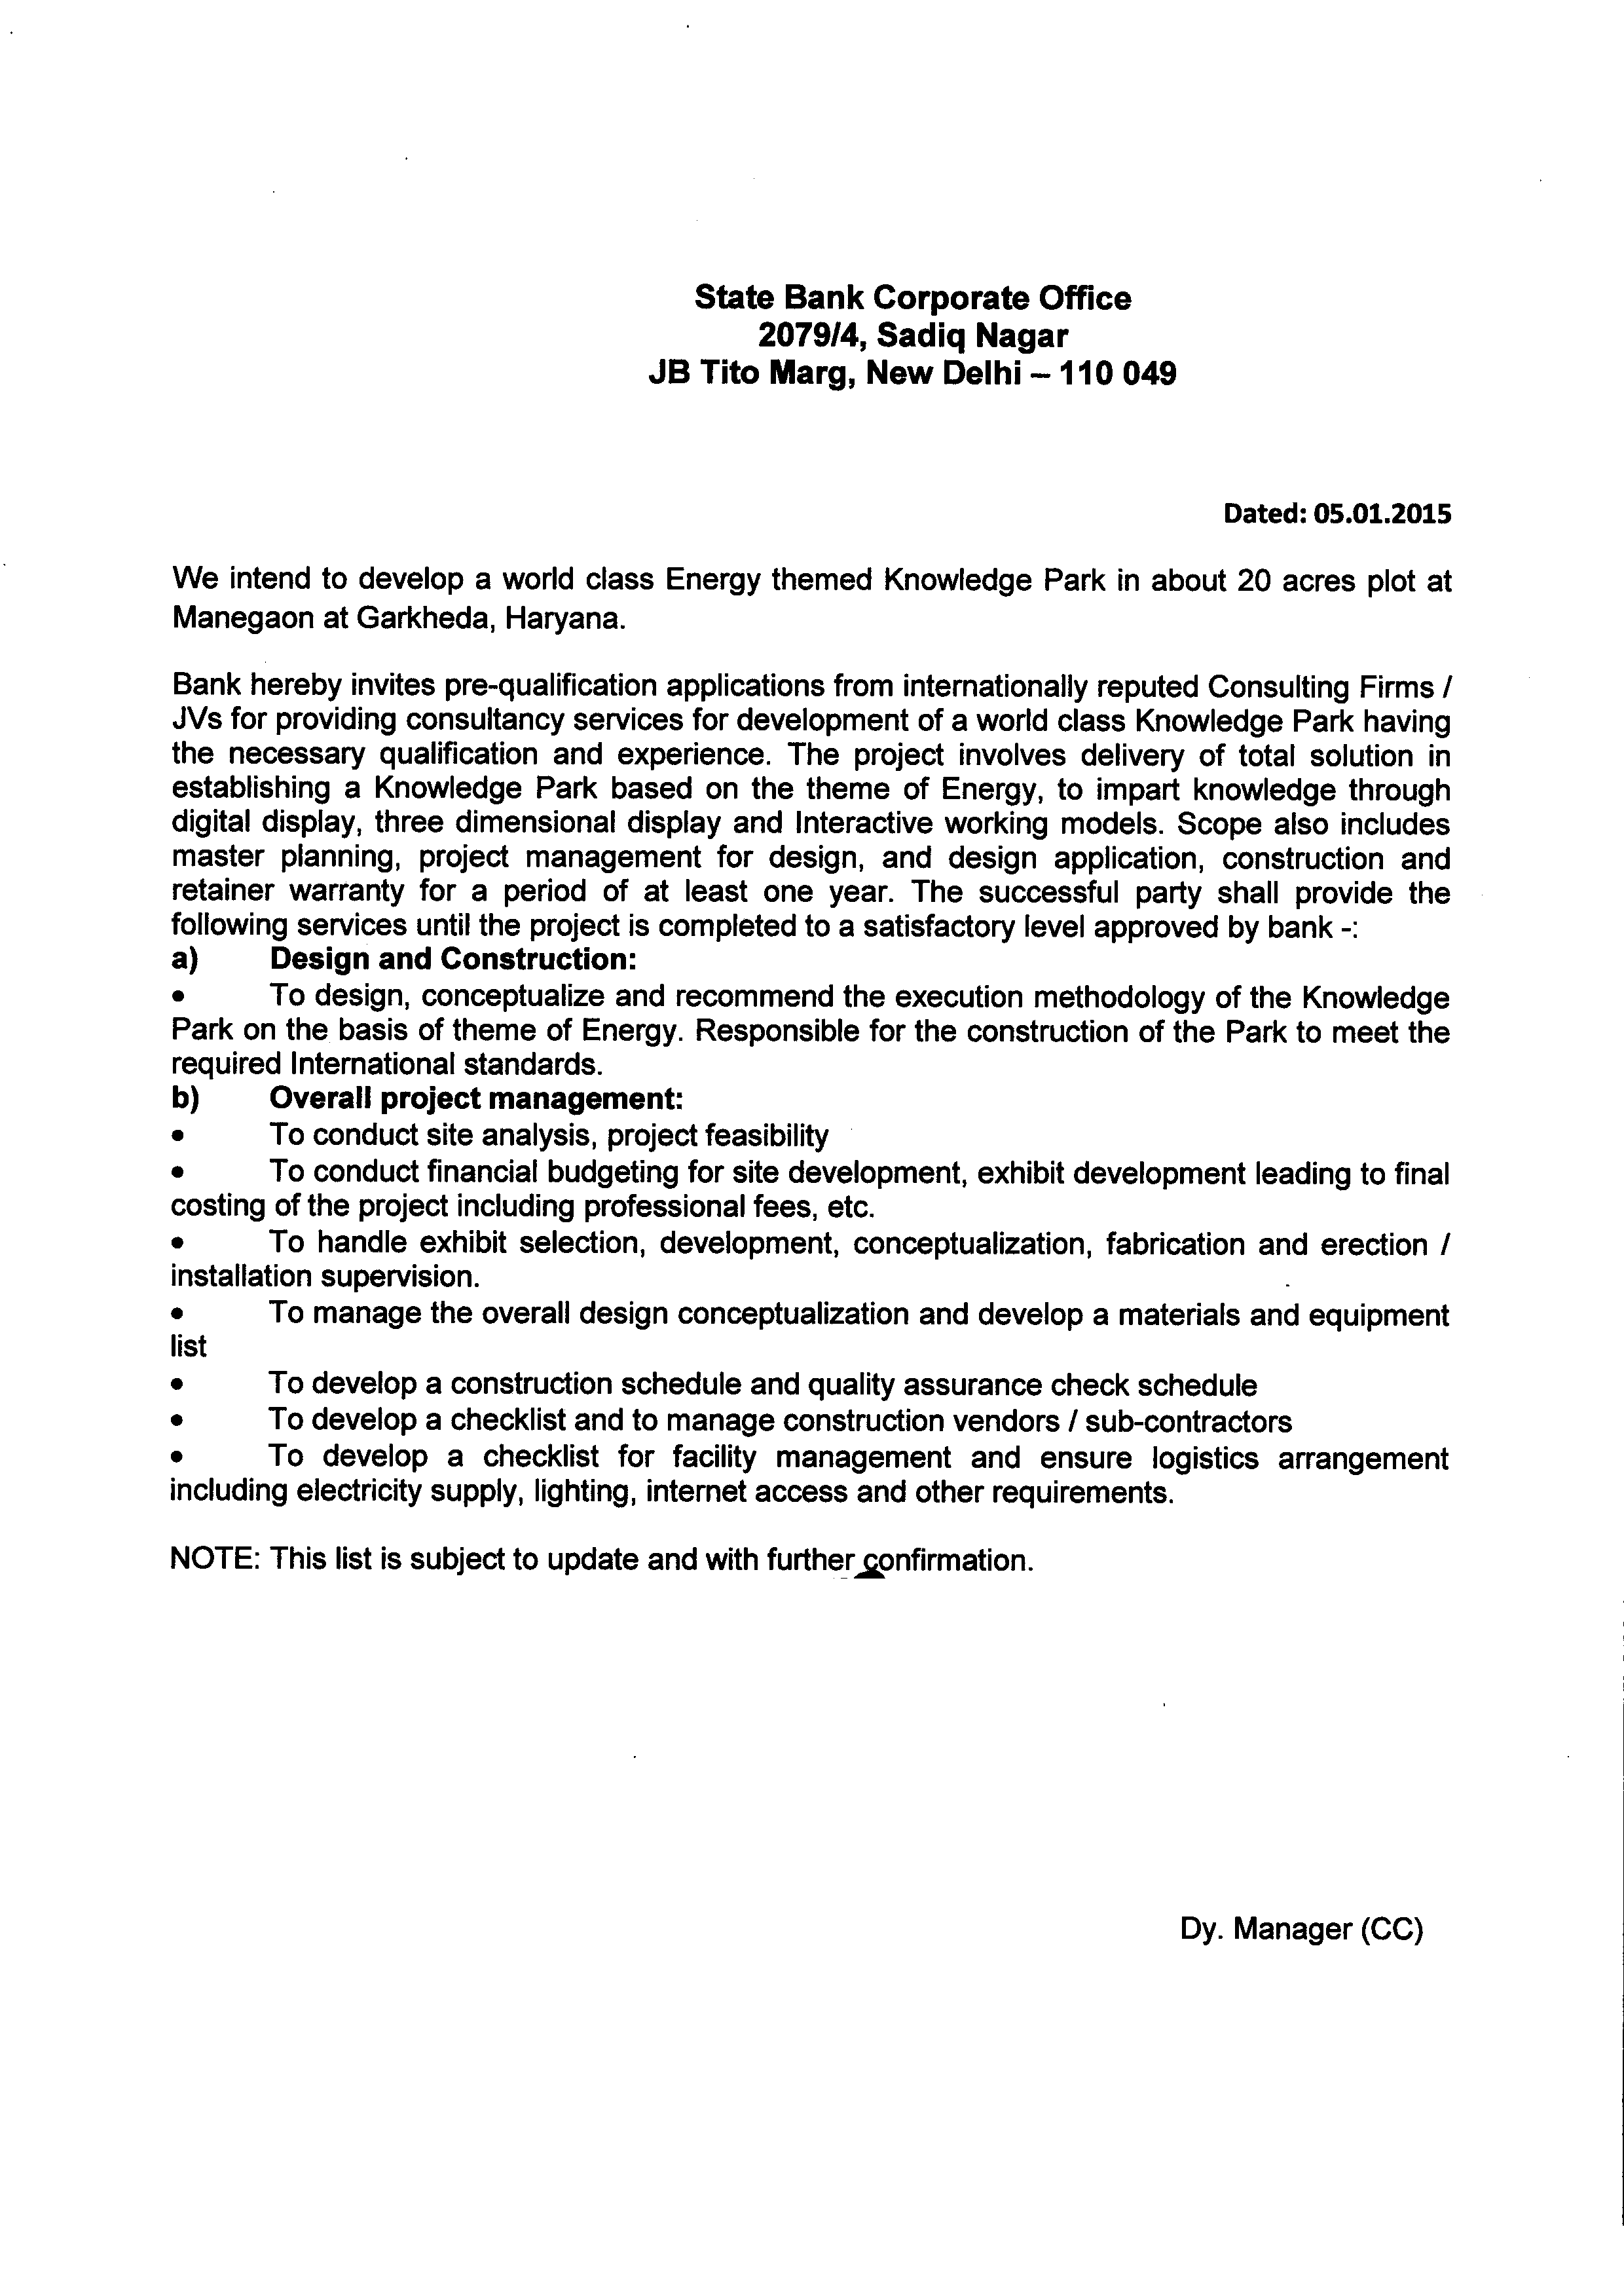 State Bank Corporate Office
2079/4, Sadiq Nagar
JB Tito Marg, New Delhi – 110 049
Dated: 05.01.2015
We intend to develop a world class Energy themed Knowledge Park in about 20 acres plot at
Manegaon at Garkheda, Haryana.
Bank hereby invites pre-qualification applications from internationally reputed Consulting Firms /
JVs for providing consultancy services for development of a world class Knowledge Park having
the necessary qualification and experience. The project involves delivery of total solution in
establishing a Knowledge Park based on the theme of Energy, to impart knowledge through
digital display, three dimensional display and Interactive working models. Scope also includes
master planning, project management for design, and design application, construction and
retainer warranty for a period of at least one year. The successful party shall provide the
following services until the project is completed to a satisfactory level approved by bank -:
a) Design and Construction:
• To design, conceptualize and recommend the execution methodology of the Knowledge
Park on the basis of theme of Energy. Responsible for the construction of the Park to meet the
required International standards.
b) Overall project management:
• To conduct site analysis, project feasibility
• To conduct financial budgeting for site development, exhibit development leading to final
costing of the project including professional fees, etc.
• To handle exhibit selection, development, conceptualization, fabrication and erection /
installation supervision.
• To manage the overall design conceptualization and develop a materials and equipment
list
• To develop a construction schedule and quality assurance check schedule
• To develop a checklist and to manage construction vendors / sub-contractors
• To develop a checklist for facility management and ensure logistics arrangement
including electricity supply, lighting, internet access and other requirements.
NOTE: This list is subject to update and with further confirmation.
Dy. Manager (CC)